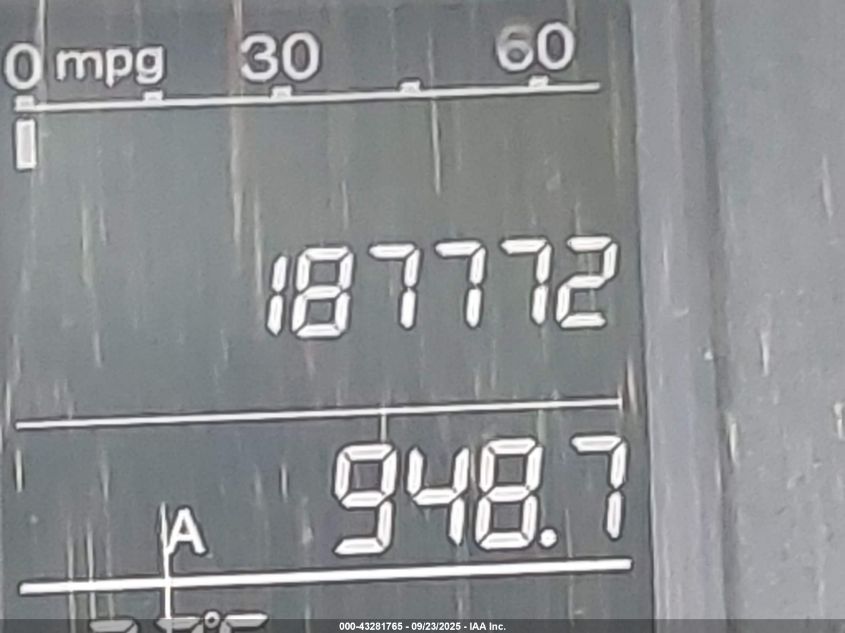 0 mpg 30 60
187772
948.7
A
°F
000-43281765 - 09/23/2025 - IAA Inc.